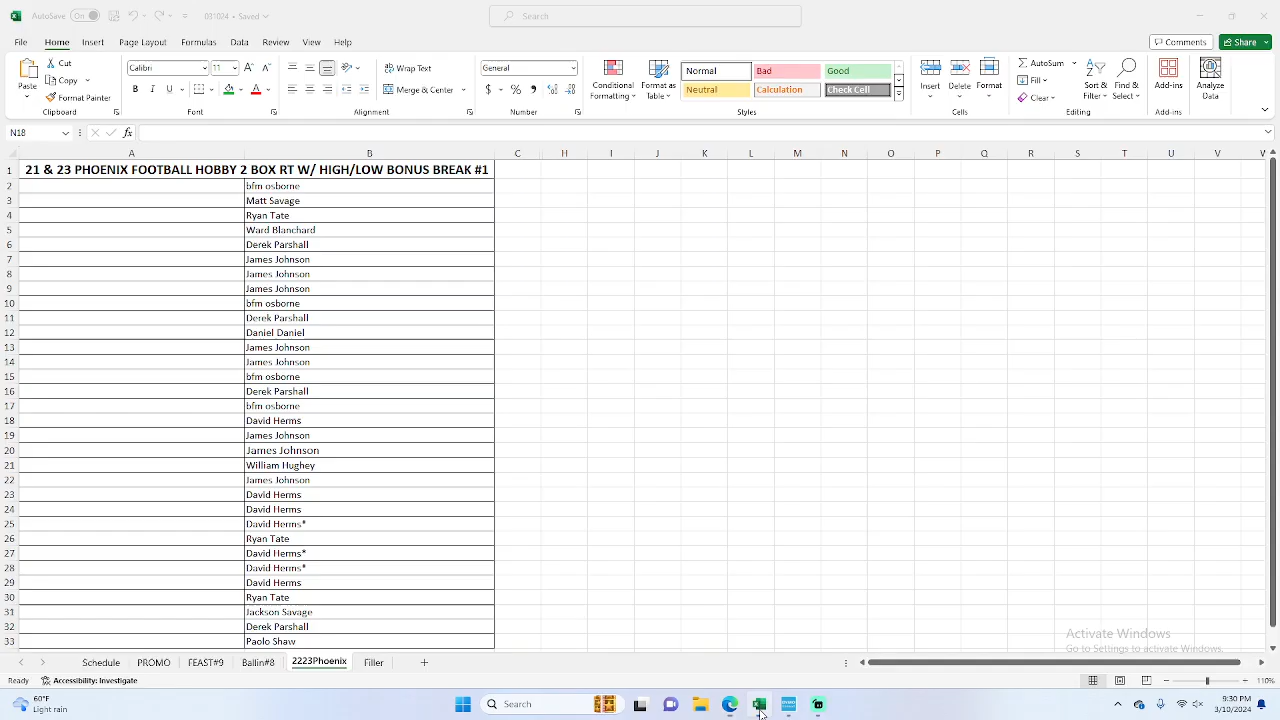 AutoSave On 031024 • Saved Search
File Home Insert Page Layout Formulas Data Review View Help Comments Share
Paste Cut Copy Format Painter Clipboard
Calibri 11 B I U Font
Wrap Text Merge & Center Alignment
General $ % Number
Conditional Formatting Format as Table Normal Bad Good Neutral Calculation Check Cell Styles
Insert Delete Format Cells
AutoSum Fill Clear Sort & Filter Find & Select Editing
Add-ins Add-ins
Analyze Data
N18 fx
A B C D H I J K L M N O P Q R S T U V
1 21 & 23 PHOENIX FOOTBALL HOBBY 2 BOX RT W/ HIGH/LOW BONUS BREAK #1
2 bfm osborne
3 Matt Savage
4 Ryan Tate
5 Ward Blanchard
6 Derek Parshall
7 James Johnson
8 James Johnson
9 James Johnson
10 bfm osborne
11 Derek Parshall
12 Daniel Daniel
13 James Johnson
14 James Johnson
15 bfm osborne
16 Derek Parshall
17 bfm osborne
18 David Herms
19 James Johnson
20 James Johnson
21 William Hughey
22 James Johnson
23 David Herms
24 David Herms
25 David Herms*
26 Ryan Tate
27 David Herms*
28 David Herms*
29 David Herms
30 Ryan Tate
31 Jackson Savage
32 Derek Parshall
33 Paolo Shaw
Activate Windows
Go to Settings to activate Windows.
Schedule PROMO FEAST#9 Ballin#8 2223Phoenix Filler
Ready Accessibility: Investigate 110%
60°F
Light rain
Search
9:30 PM
3/10/2024